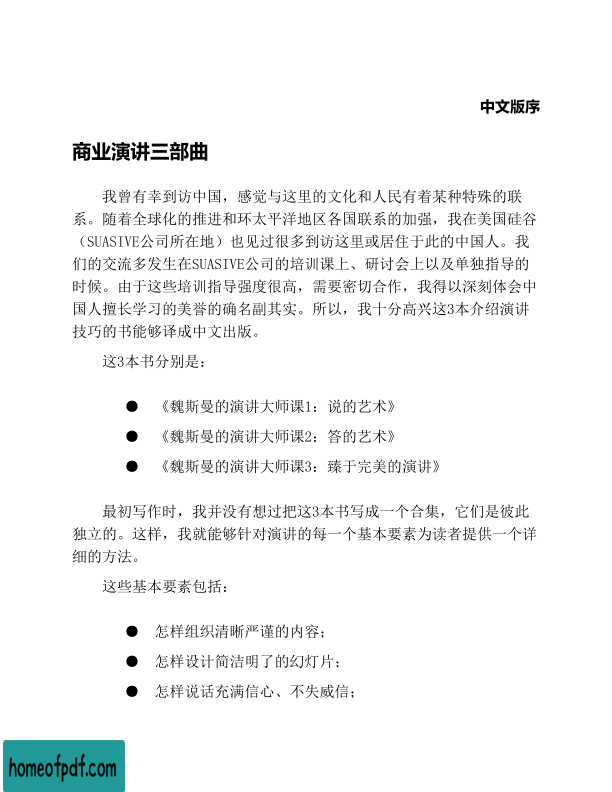 中文版序
商业演讲三部曲
我曾有幸到访中国，感觉与这里的文化和人民有着某种特殊的联
系。随着全球化的推进和环太平洋地区各国联系的加强，我在美国硅谷
（SUASIVE公司所在地）也见过很多到访这里或居住于此的中国人。我
们的交流多发生在SUASIVE公司的培训课上、研讨会上以及单独指导的
时候。由于这些培训指导强度很高，需要密切合作，我得以深刻体会中
国人擅长学习的美誉的确名副其实。所以，我十分高兴这3本介绍演讲
技巧的书能够译成中文出版。
这3本书分别是：
● 《魏斯曼的演讲大师课1：说的艺术》
● 《魏斯曼的演讲大师课2：答的艺术》
● 《魏斯曼的演讲大师课3：臻于完美的演讲》
最初写作时，我并没有想过把这3本书写成一个合集，它们是彼此
独立的。这样，我就能够针对演讲的每一个基本要素为读者提供一个详
细的方法。
这些基本要素包括：
● 怎样组织清晰严谨的内容；
● 怎样设计简洁明了的幻灯片；
● 怎样说话充满信心、不失威信；
homeofpdf.com